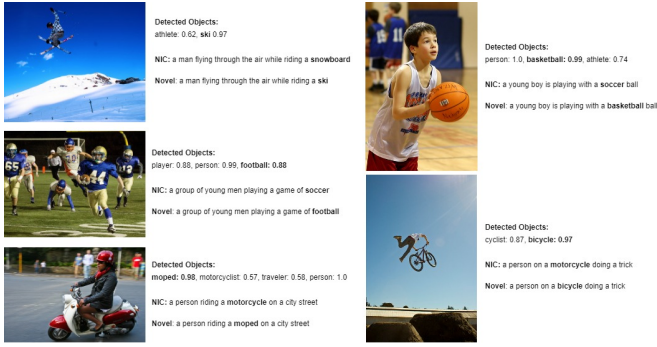 Detected Objects:
athlete: 0.62, ski 0.97
NIC: a man flying through the air while riding a snowboard
Novel: a man flying through the air while riding a ski
Detected Objects:
player: 0.88, person: 0.99, football: 0.88
NIC: a group of young men playing a game of soccer
Novel: a group of young men playing a game of football
65
44
13
Detected Objects:
moped: 0.98, motorcyclist: 0.57, traveler: 0.58, person: 1.0
NIC: a person riding a motorcycle on a city street
Novel: a person riding a moped on a city street
15
11
Detected Objects:
person: 1.0, basketball: 0.99, athlete: 0.74
NIC: a young boy is playing with a soccer ball
Novel: a young boy is playing with a basketball ball
Detected Objects:
cyclist: 0.87, bicycle: 0.97
NIC: a person on a motorcycle doing a trick
Novel: a person on a bicycle doing a trick